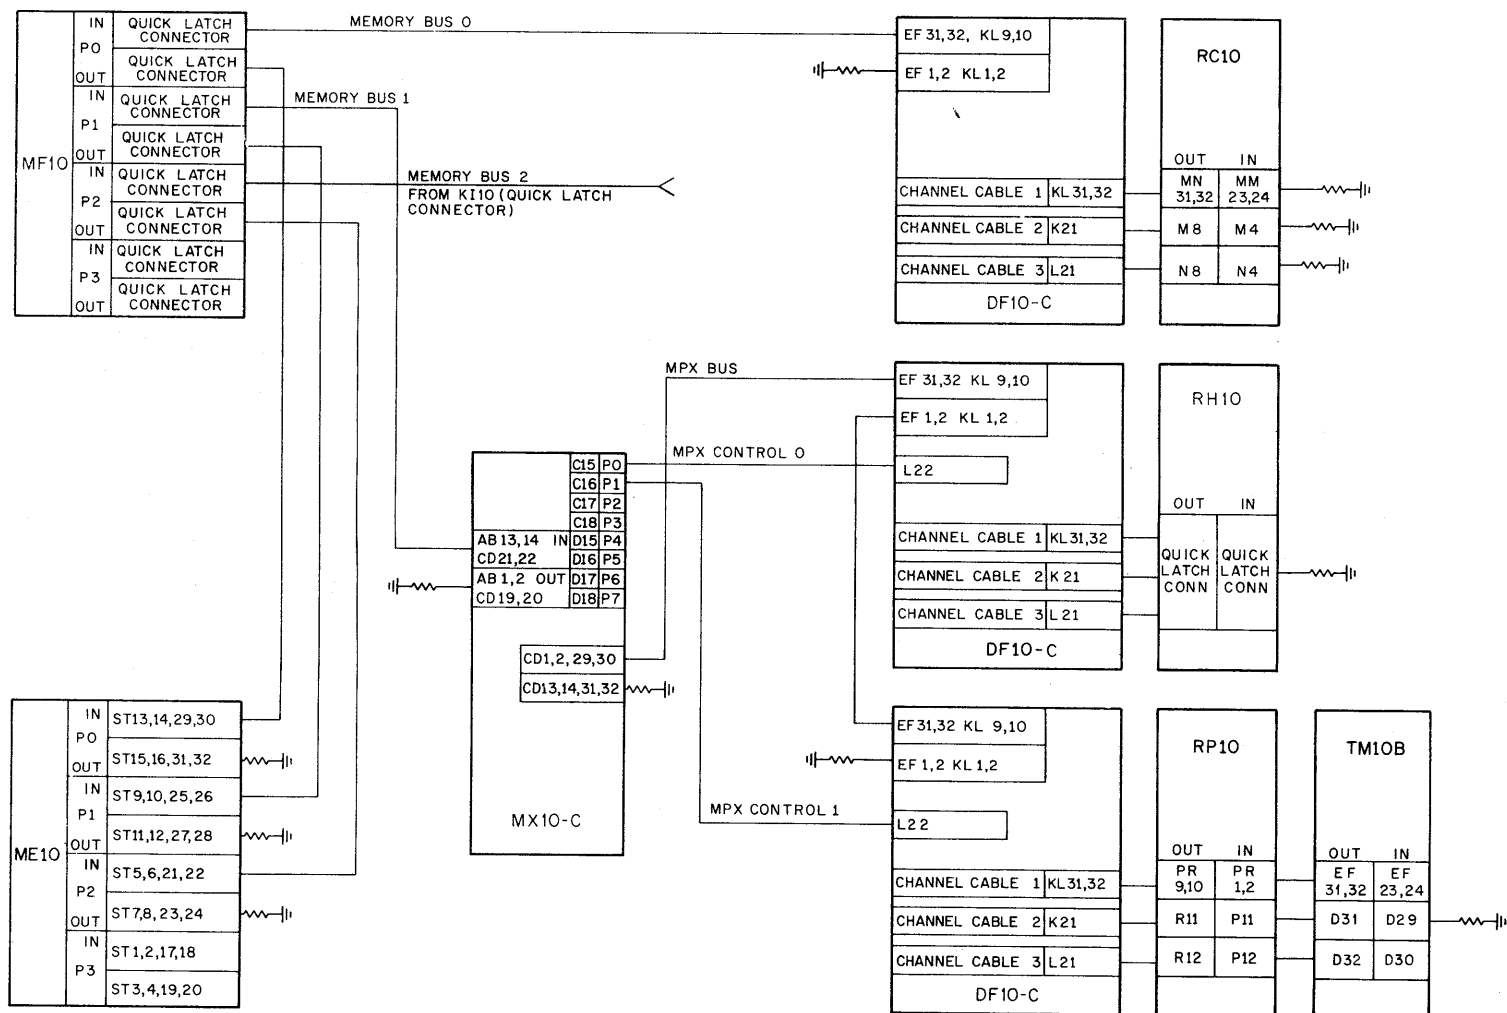 MF10
IN
P0
OUT
QUICK LATCH
CONNECTOR
QUICK LATCH
CONNECTOR
IN
P1
OUT
QUICK LATCH
CONNECTOR
QUICK LATCH
CONNECTOR
IN
P2
OUT
QUICK LATCH
CONNECTOR
QUICK LATCH
CONNECTOR
IN
P3
OUT
QUICK LATCH
CONNECTOR
QUICK LATCH
CONNECTOR
MEMORY BUS 0
MEMORY BUS 1
MEMORY BUS 2
FROM KI10 (QUICK LATCH
CONNECTOR)
EF 31,32, KL 9,10
EF 1,2 KL 1,2
CHANNEL CABLE 1 KL 31,32
CHANNEL CABLE 2 K21
CHANNEL CABLE 3 L21
DF10-C
RC10
OUT IN
MN MM
31,32 23,24
M8 M4
N8 N4
MPX BUS
MPX CONTROL 0
EF 31,32 KL 9,10
EF 1,2 KL 1,2
L22
CHANNEL CABLE 1 KL31,32
CHANNEL CABLE 2 K 21
CHANNEL CABLE 3 L 21
DF10-C
RH10
OUT IN
QUICK QUICK
LATCH LATCH
CONN CONN
C15 P0
C16 P1
C17 P2
C18 P3
AB 13,14 IN D15 P4
CD21,22 D16 P5
AB 1,2 OUT D17 P6
CD19,20 D18 P7
CD1,2,29,30
CD13,14,31,32
MX10-C
ME10
IN
P0
OUT
ST13,14,29,30
ST15,16,31,32
IN
P1
OUT
ST9,10,25,26
ST11,12,27,28
IN
P2
OUT
ST5,6,21,22
ST7,8,23,24
IN
P3
ST1,2,17,18
ST3,4,19,20
MPX CONTROL 1
EF 31,32 KL 9,10
EF 1,2 KL 1,2
L22
CHANNEL CABLE 1 KL31,32
CHANNEL CABLE 2 K21
CHANNEL CABLE 3 L21
DF10-C
RP10
OUT IN
PR PR
9,10 1,2
R11 P11
R12 P12
TM10B
OUT IN
EF EF
31,32 23,24
D31 D29
D32 D30